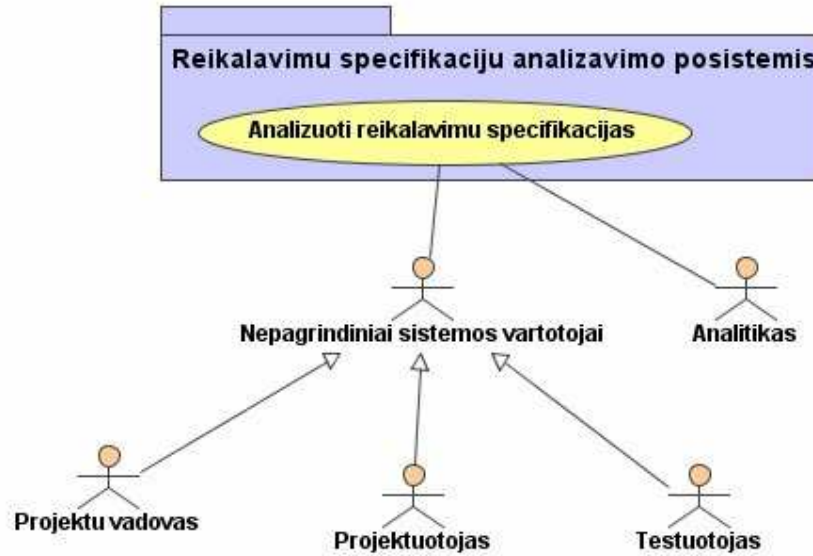 Reikalavimu specifikaciju analizavimo posistemis
Analizuoti reikalavimu specifikacijas
Nepagrindiniai sistemos vartotojai
Analitikas
Projektu vadovas
Projektuotojas
Testuotojas